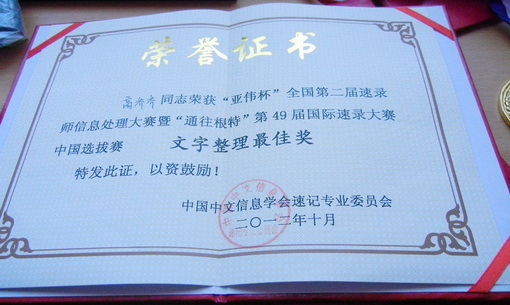 荣誉证书
同志荣获“亚伟杯”全国第二届速录
师信息处理大赛暨“通往根特”第49届国际速录大赛
中国选拔赛 文字整理最佳奖
特发此证，以资鼓励！
中国中文信息学会速记专业委员会
二〇一二年十月